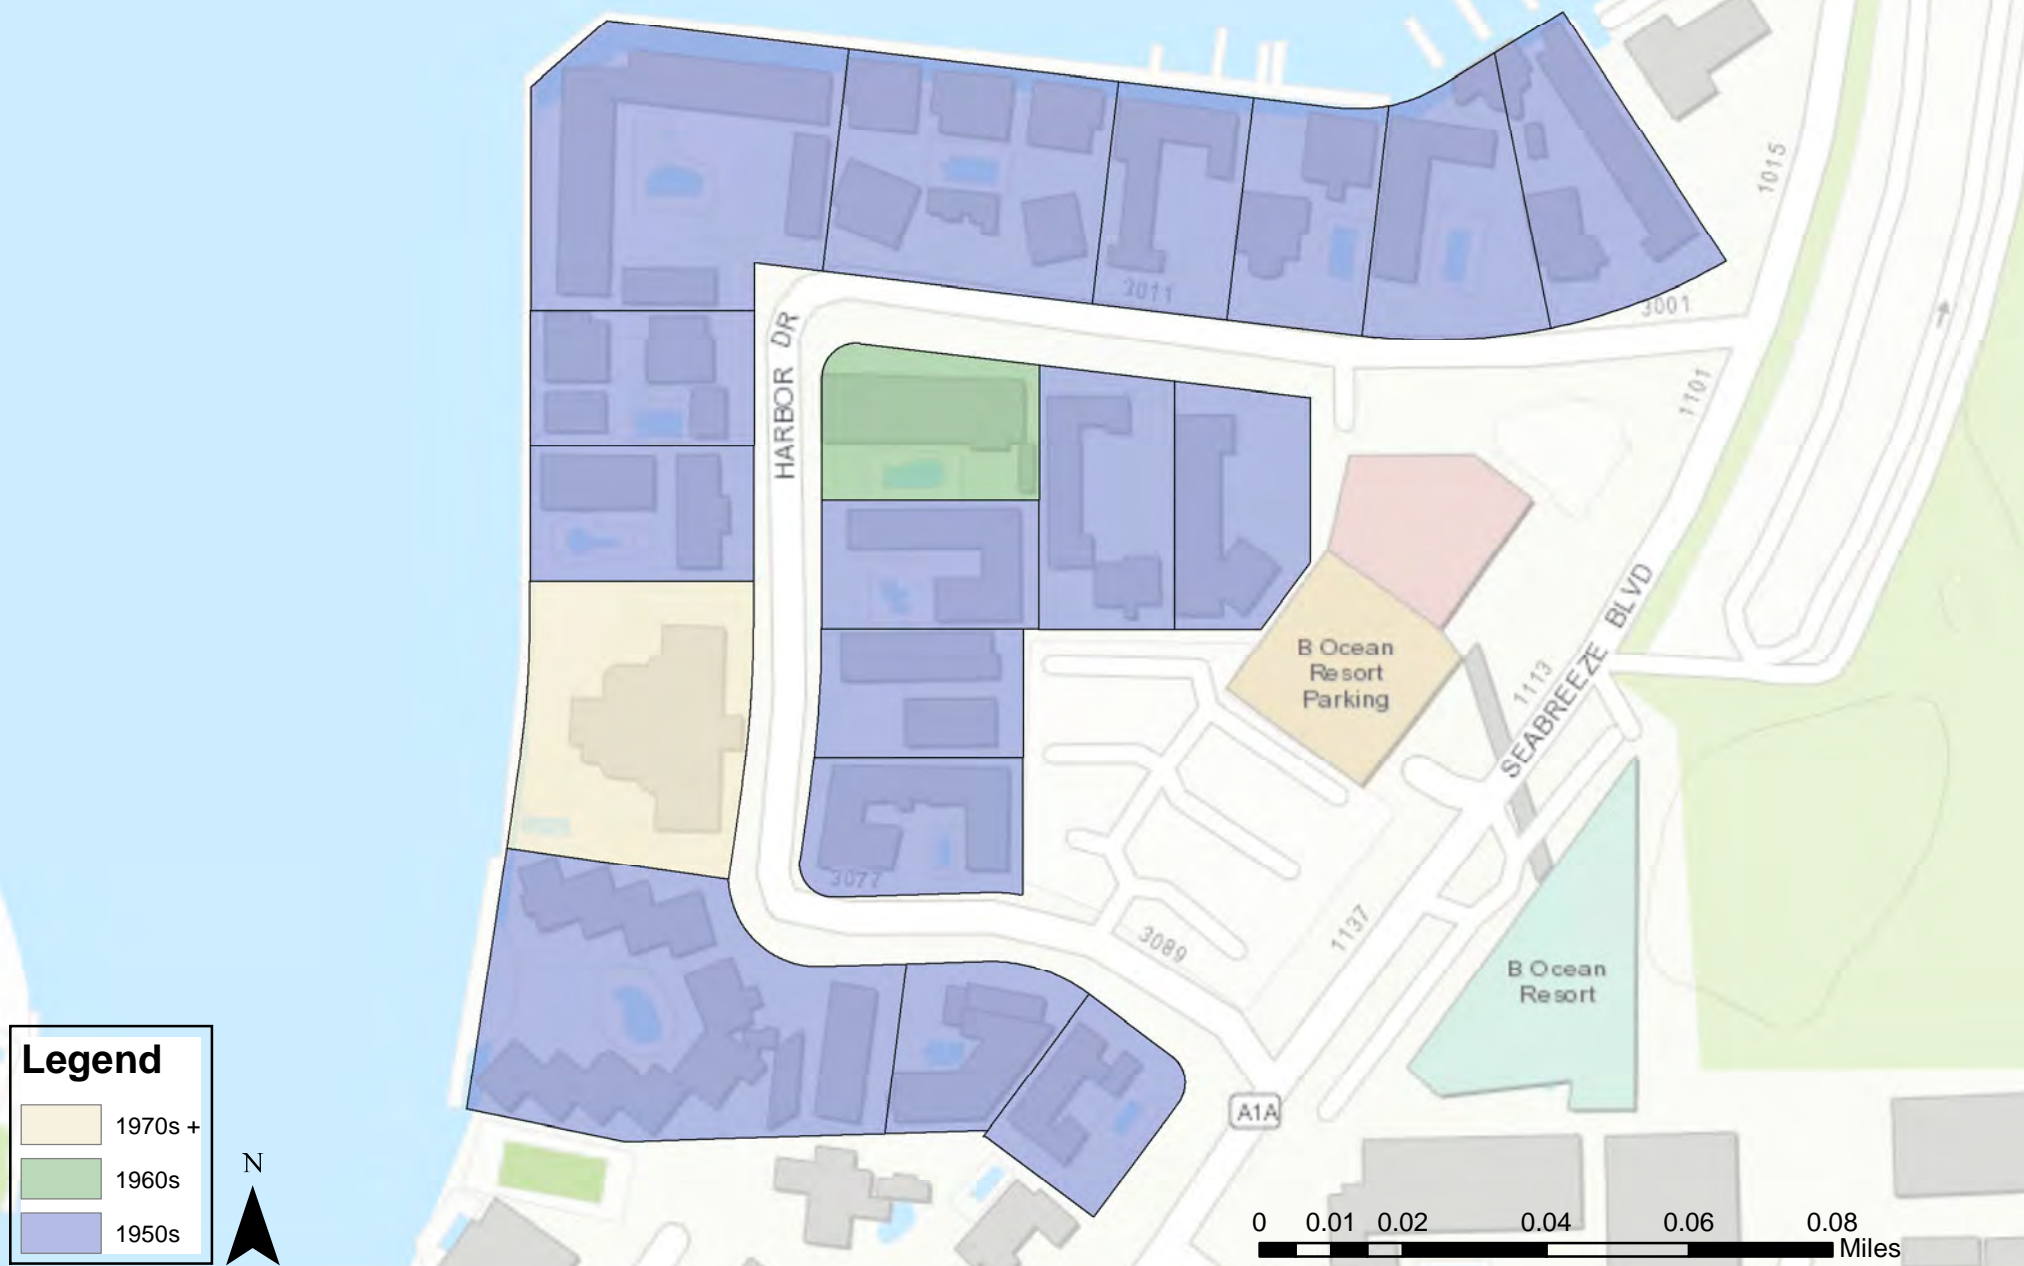 1015
3011
3001
HARBOR DR
1101
B Ocean
Resort
Parking
1113
SEABREEZE BLVD
3077
3089
1137
B Ocean
Resort
A1A
Legend
1970s +
1960s
1950s
N
0 0.01 0.02 0.04 0.06 0.08
Miles